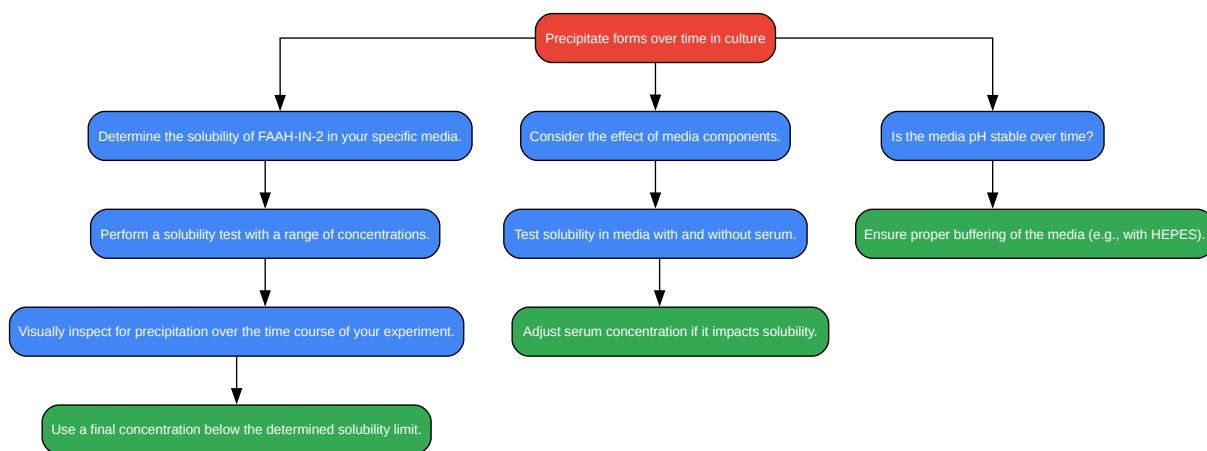 Precipitate forms over time in culture
Determine the solubility of FAAH-IN-2 in your specific media.
Consider the effect of media components.
Is the media pH stable over time?
Perform a solubility test with a range of concentrations.
Test solubility in media with and without serum.
Ensure proper buffering of the media (e.g., with HEPES).
Visually inspect for precipitation over the time course of your experiment.
Adjust serum concentration if it impacts solubility.
Use a final concentration below the determined solubility limit.